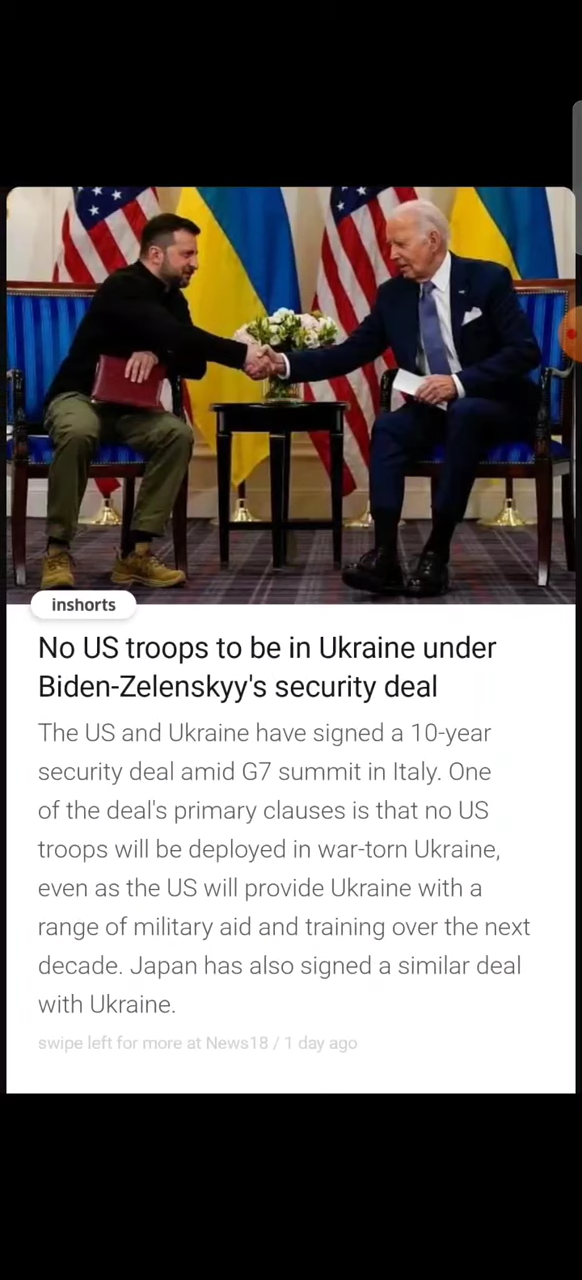 inshorts
No US troops to be in Ukraine under
Biden-Zelenskyy's security deal
The US and Ukraine have signed a 10-year
security deal amid G7 summit in Italy. One
of the deal's primary clauses is that no US
troops will be deployed in war-torn Ukraine,
even as the US will provide Ukraine with a
range of military aid and training over the next
decade. Japan has also signed a similar deal
with Ukraine.
swipe left for more at News18 / 1 day ago